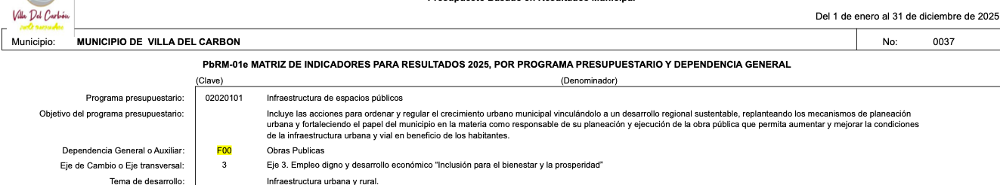 Presupuesto Basado en Resultados Municipal
Villa Del Carbón
Del 1 de enero al 31 de diciembre de 2025
Municipio: MUNICIPIO DE VILLA DEL CARBON No: 0037
PbRM-01e MATRIZ DE INDICADORES PARA RESULTADOS 2025, POR PROGRAMA PRESUPUESTARIO Y DEPENDENCIA GENERAL
(Clave) (Denominador)
Programa presupuestario: 02020101 Infraestructura de espacios públicos
Objetivo del programa presupuestario: Incluye las acciones para ordenar y regular el crecimiento urbano municipal vinculándolo a un desarrollo regional sustentable, replanteando los mecanismos de planeación
urbana y fortaleciendo el papel del municipio en la materia como responsable de su planeación y ejecución de la obra pública que permita aumentar y mejorar la condiciones
de la infraestructura urbana y vial en beneficio de los habitantes.
Dependencia General o Auxiliar: F00 Obras Publicas
Eje de Cambio o Eje transversal: 3 Eje 3. Empleo digno y desarrollo económico “Inclusión para el bienestar y la prosperidad”
Tema de desarrollo: Infraestructura urbana y rural.